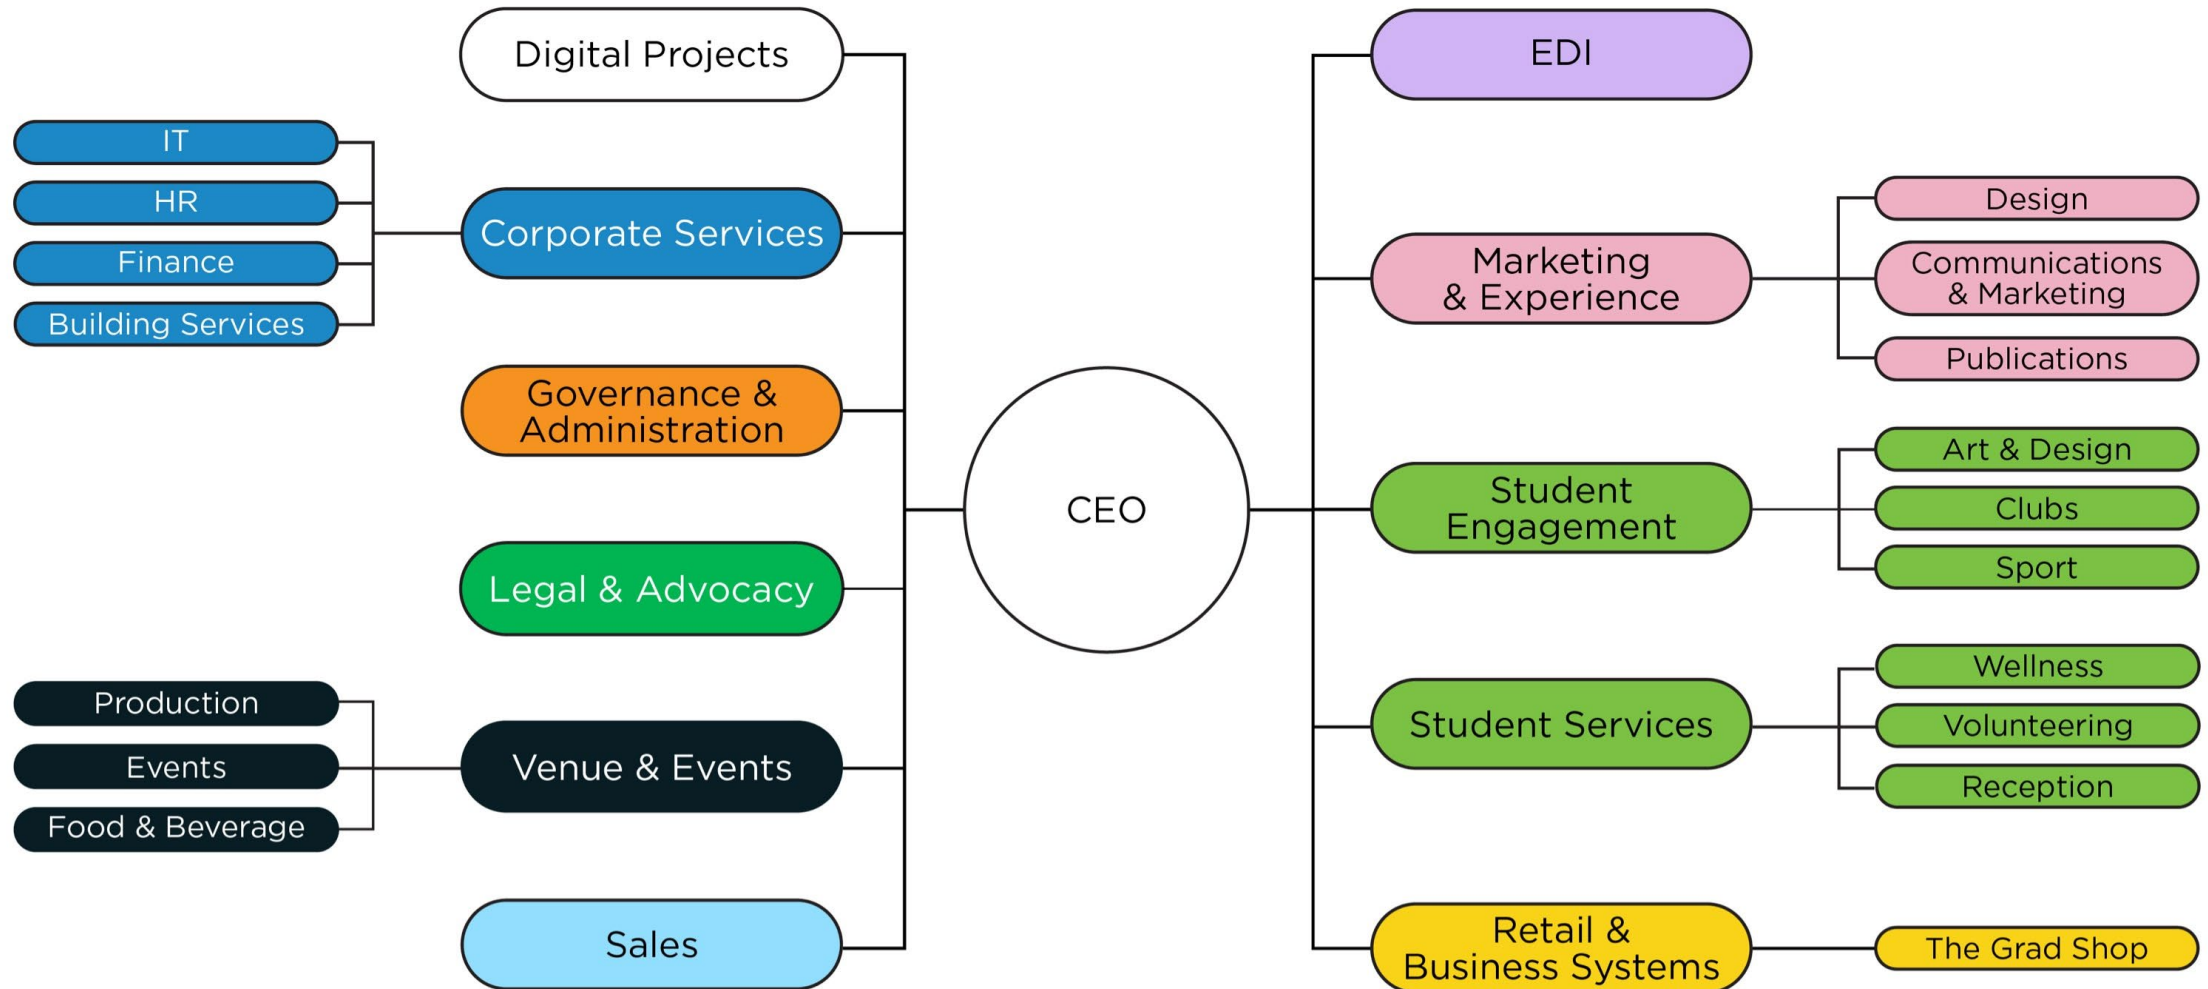 Digital Projects
IT
HR
Finance
Building Services
Corporate Services
Governance &
Administration
Legal & Advocacy
Production
Events
Food & Beverage
Venue & Events
Sales
CEO
EDI
Marketing
& Experience
Design
Communications
& Marketing
Publications
Student
Engagement
Art & Design
Clubs
Sport
Student Services
Wellness
Volunteering
Reception
Retail &
Business Systems
The Grad Shop